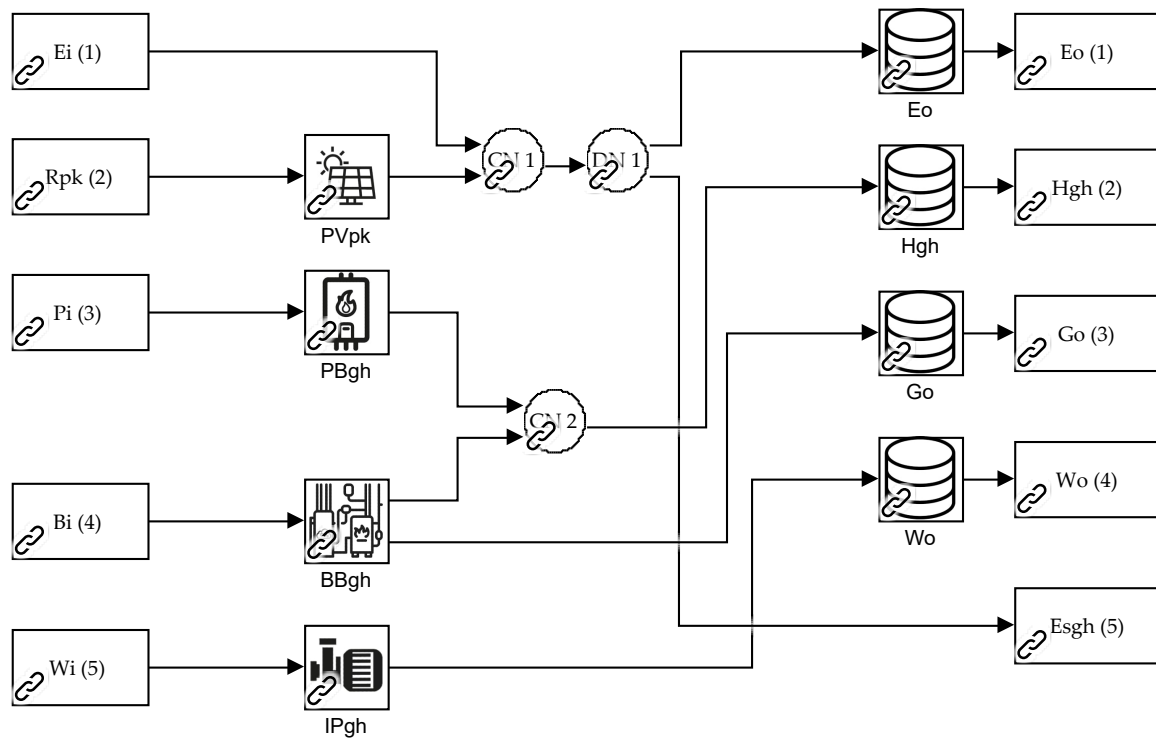 Ei (1)
Eo
Eo (1)
Rpk (2)
PVpk
CN 1
DN 1
Hgh
Hgh (2)
Pi (3)
PBgh
CN 2
Go
Go (3)
Bi (4)
BBgh
Wo
Wo (4)
Wi (5)
IPgh
Esgh (5)